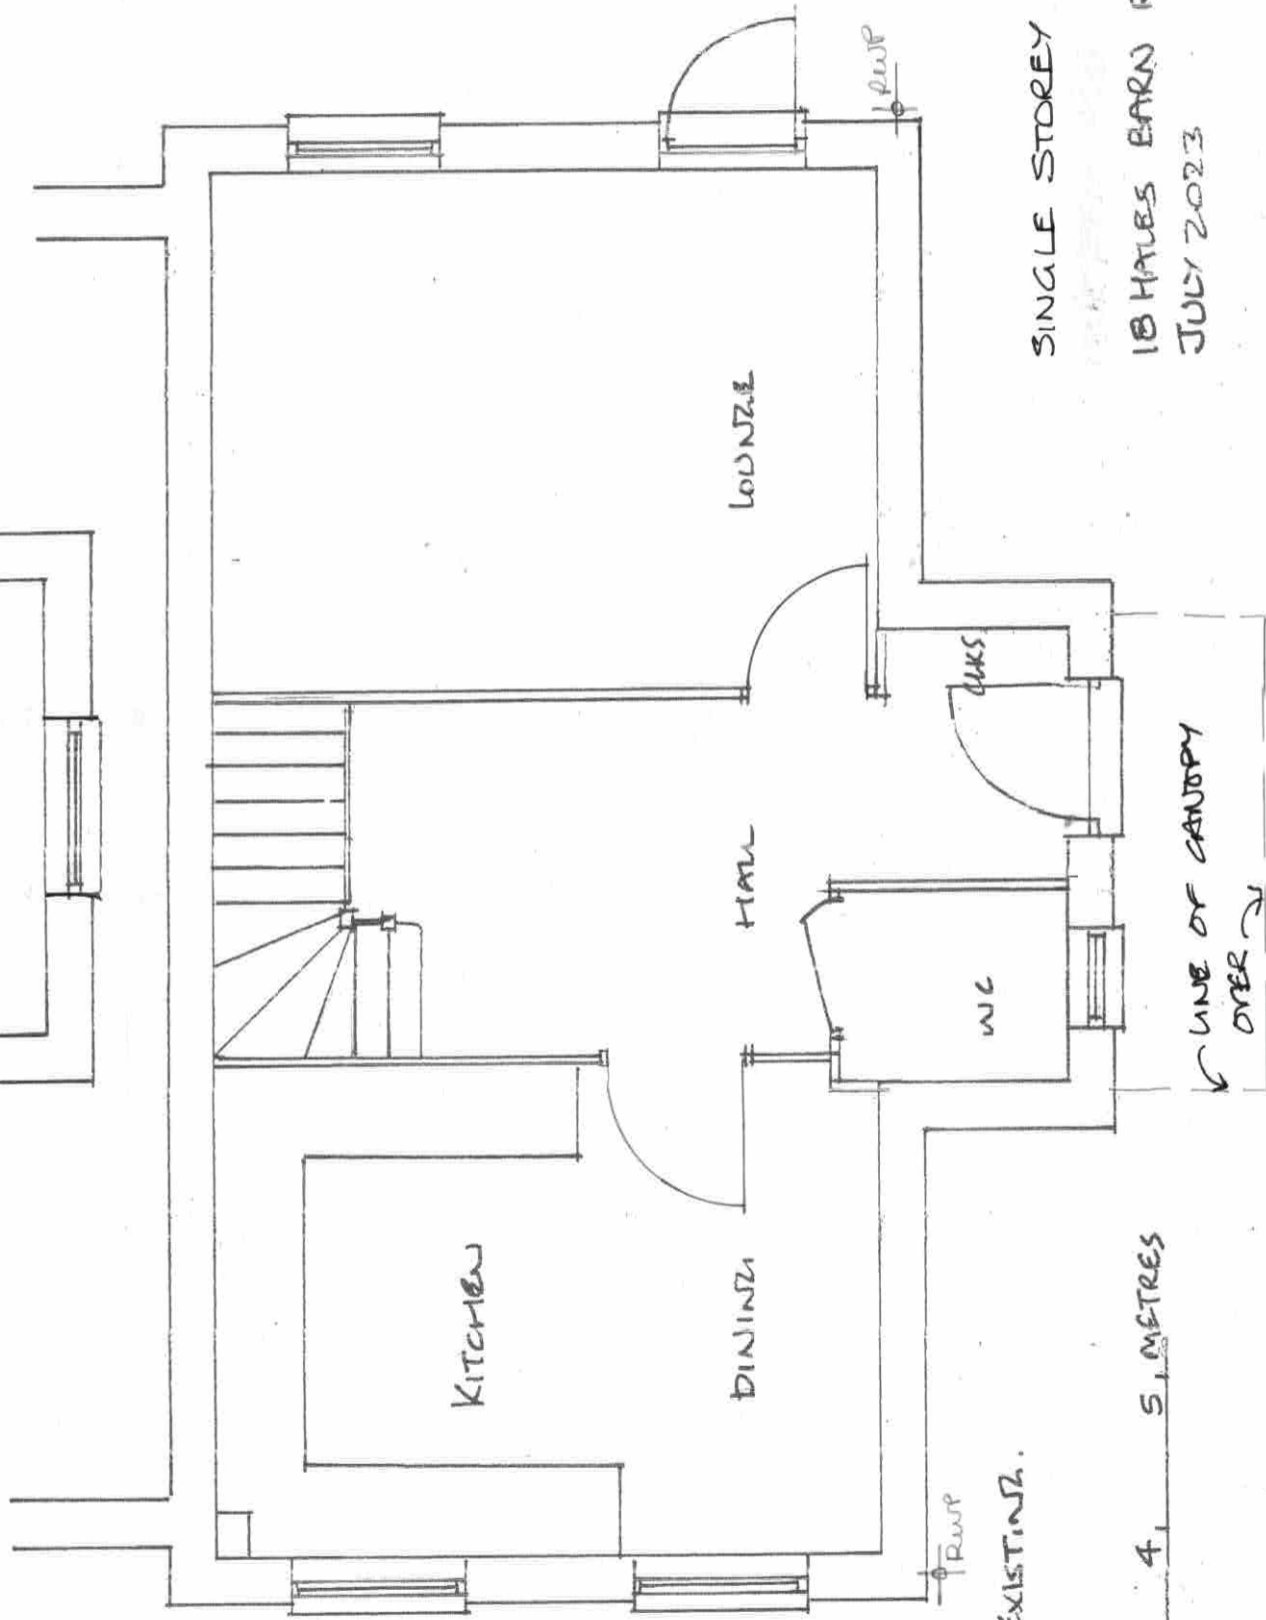 RWP
SINGLE STOREY
18 HALES BARN
JULY 2023
LOUNGE
CLKS
HALL
WC
LINE OF CANOPY
OVER
KITCHEN
DINING
RWP
EXISTING.
4, 5, METRES